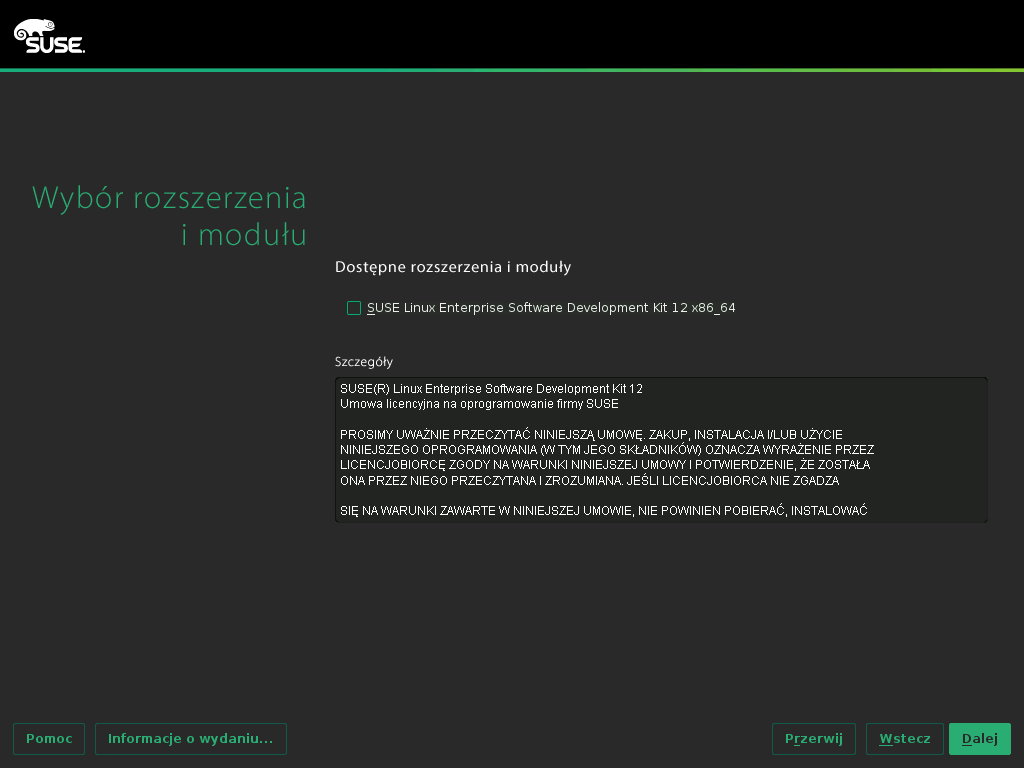 SUSE.
Wybór rozszerzenia
i modułu
Dostępne rozszerzenia i moduły
SUSE Linux Enterprise Software Development Kit 12 x86_64
Szczegóły
SUSE(R) Linux Enterprise Software Development Kit 12
Umowa licencyjna na oprogramowanie firmy SUSE
PROSIMY UWAŻNIE PRZECZYTAĆ NINIEJSZĄ UMOWĘ. ZAKUP, INSTALACJA I/LUB UŻYCIE
NINIEJSZEGO OPROGRAMOWANIA (W TYM JEGO SKŁADNIKÓW) OZNACZA WYRAŻENIE PRZEZ
LICENCJOBIORCĘ ZGODY NA WARUNKI NINIEJSZEJ UMOWY I POTWIERDZENIE, ŻE ZOSTAŁA
ONA PRZEZ NIEGO PRZECZYTANA I ZROZUMIANA. JEŚLI LICENCJOBIORCA NIE ZGADZA
SIĘ NA WARUNKI ZAWARTE W NINIEJSZEJ UMOWIE, NIE POWINIEN POBIERAĆ, INSTALOWAĆ
Pomoc
Informacje o wydaniu...
Przerwij
Wstecz
Dalej